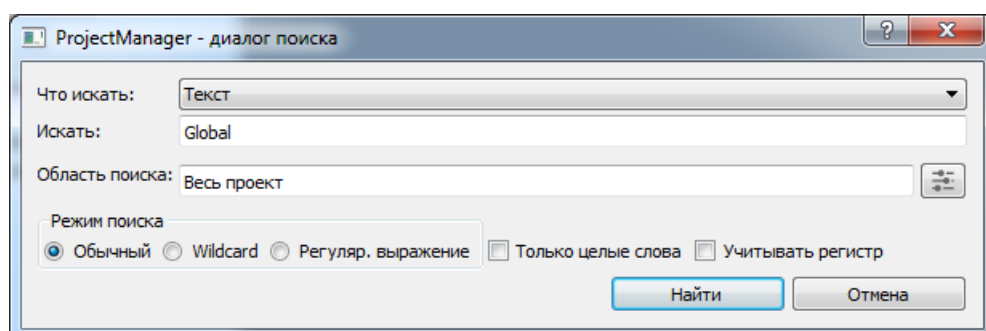 ProjectManager - диалог поиска
Что искать: Текст
Искать: Global
Область поиска: Весь проект
Режим поиска
Обычный Wildcard Регуляр. выражение Только целые слова Учитывать регистр
Найти Отмена